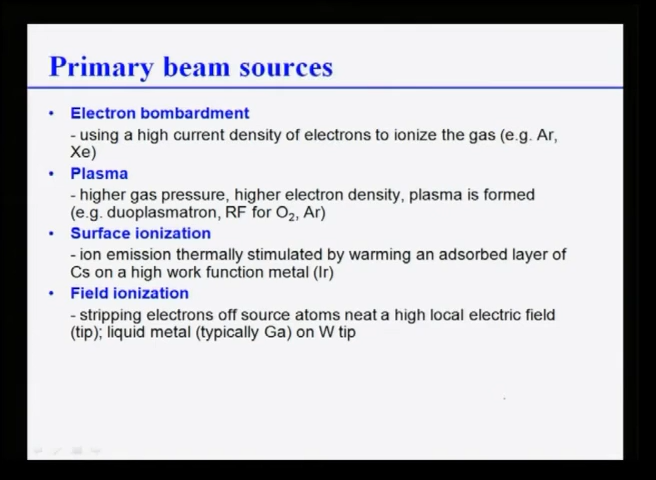 Primary beam sources
• Electron bombardment
- using a high current density of electrons to ionize the gas (e.g. Ar,
Xe)
• Plasma
- higher gas pressure, higher electron density, plasma is formed
(e.g. duoplasmatron, RF for O₂, Ar)
• Surface ionization
- ion emission thermally stimulated by warming an adsorbed layer of
Cs on a high work function metal (Ir)
• Field ionization
- stripping electrons off source atoms neat a high local electric field
(tip); liquid metal (typically Ga) on W tip